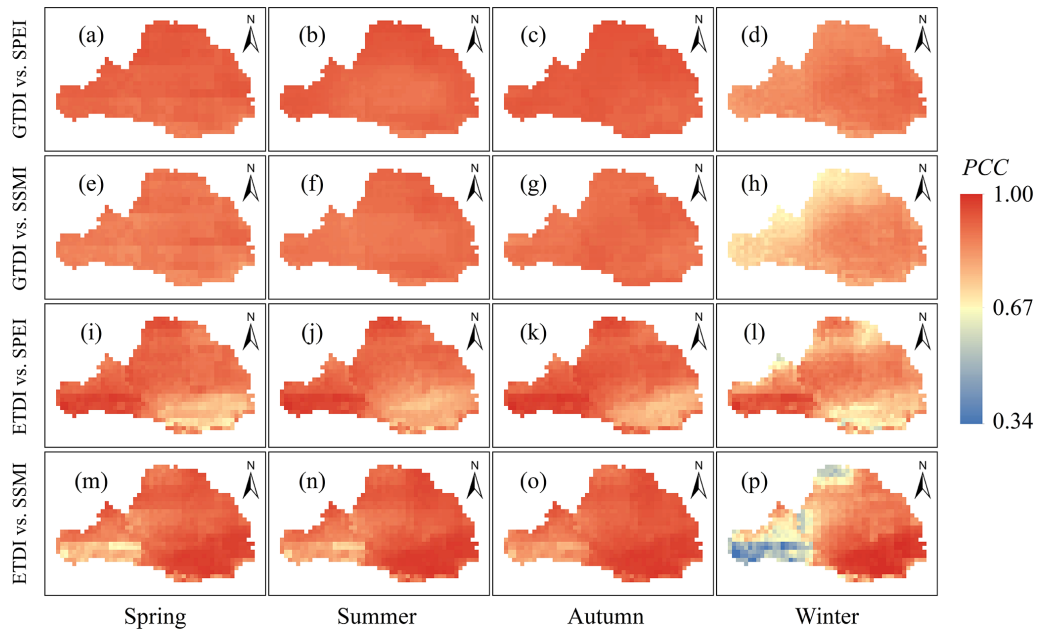 GTDI vs. SPEI
(a) N
(b) N
(c) N
(d) N
GTDI vs. SSMI
(e) N
(f) N
(g) N
(h) N
PCC
1.00
0.67
0.34
ETDI vs. SPEI
(i) N
(j) N
(k) N
(l) N
ETDI vs. SSMI
(m) N
(n) N
(o) N
(p) N
Spring Summer Autumn Winter